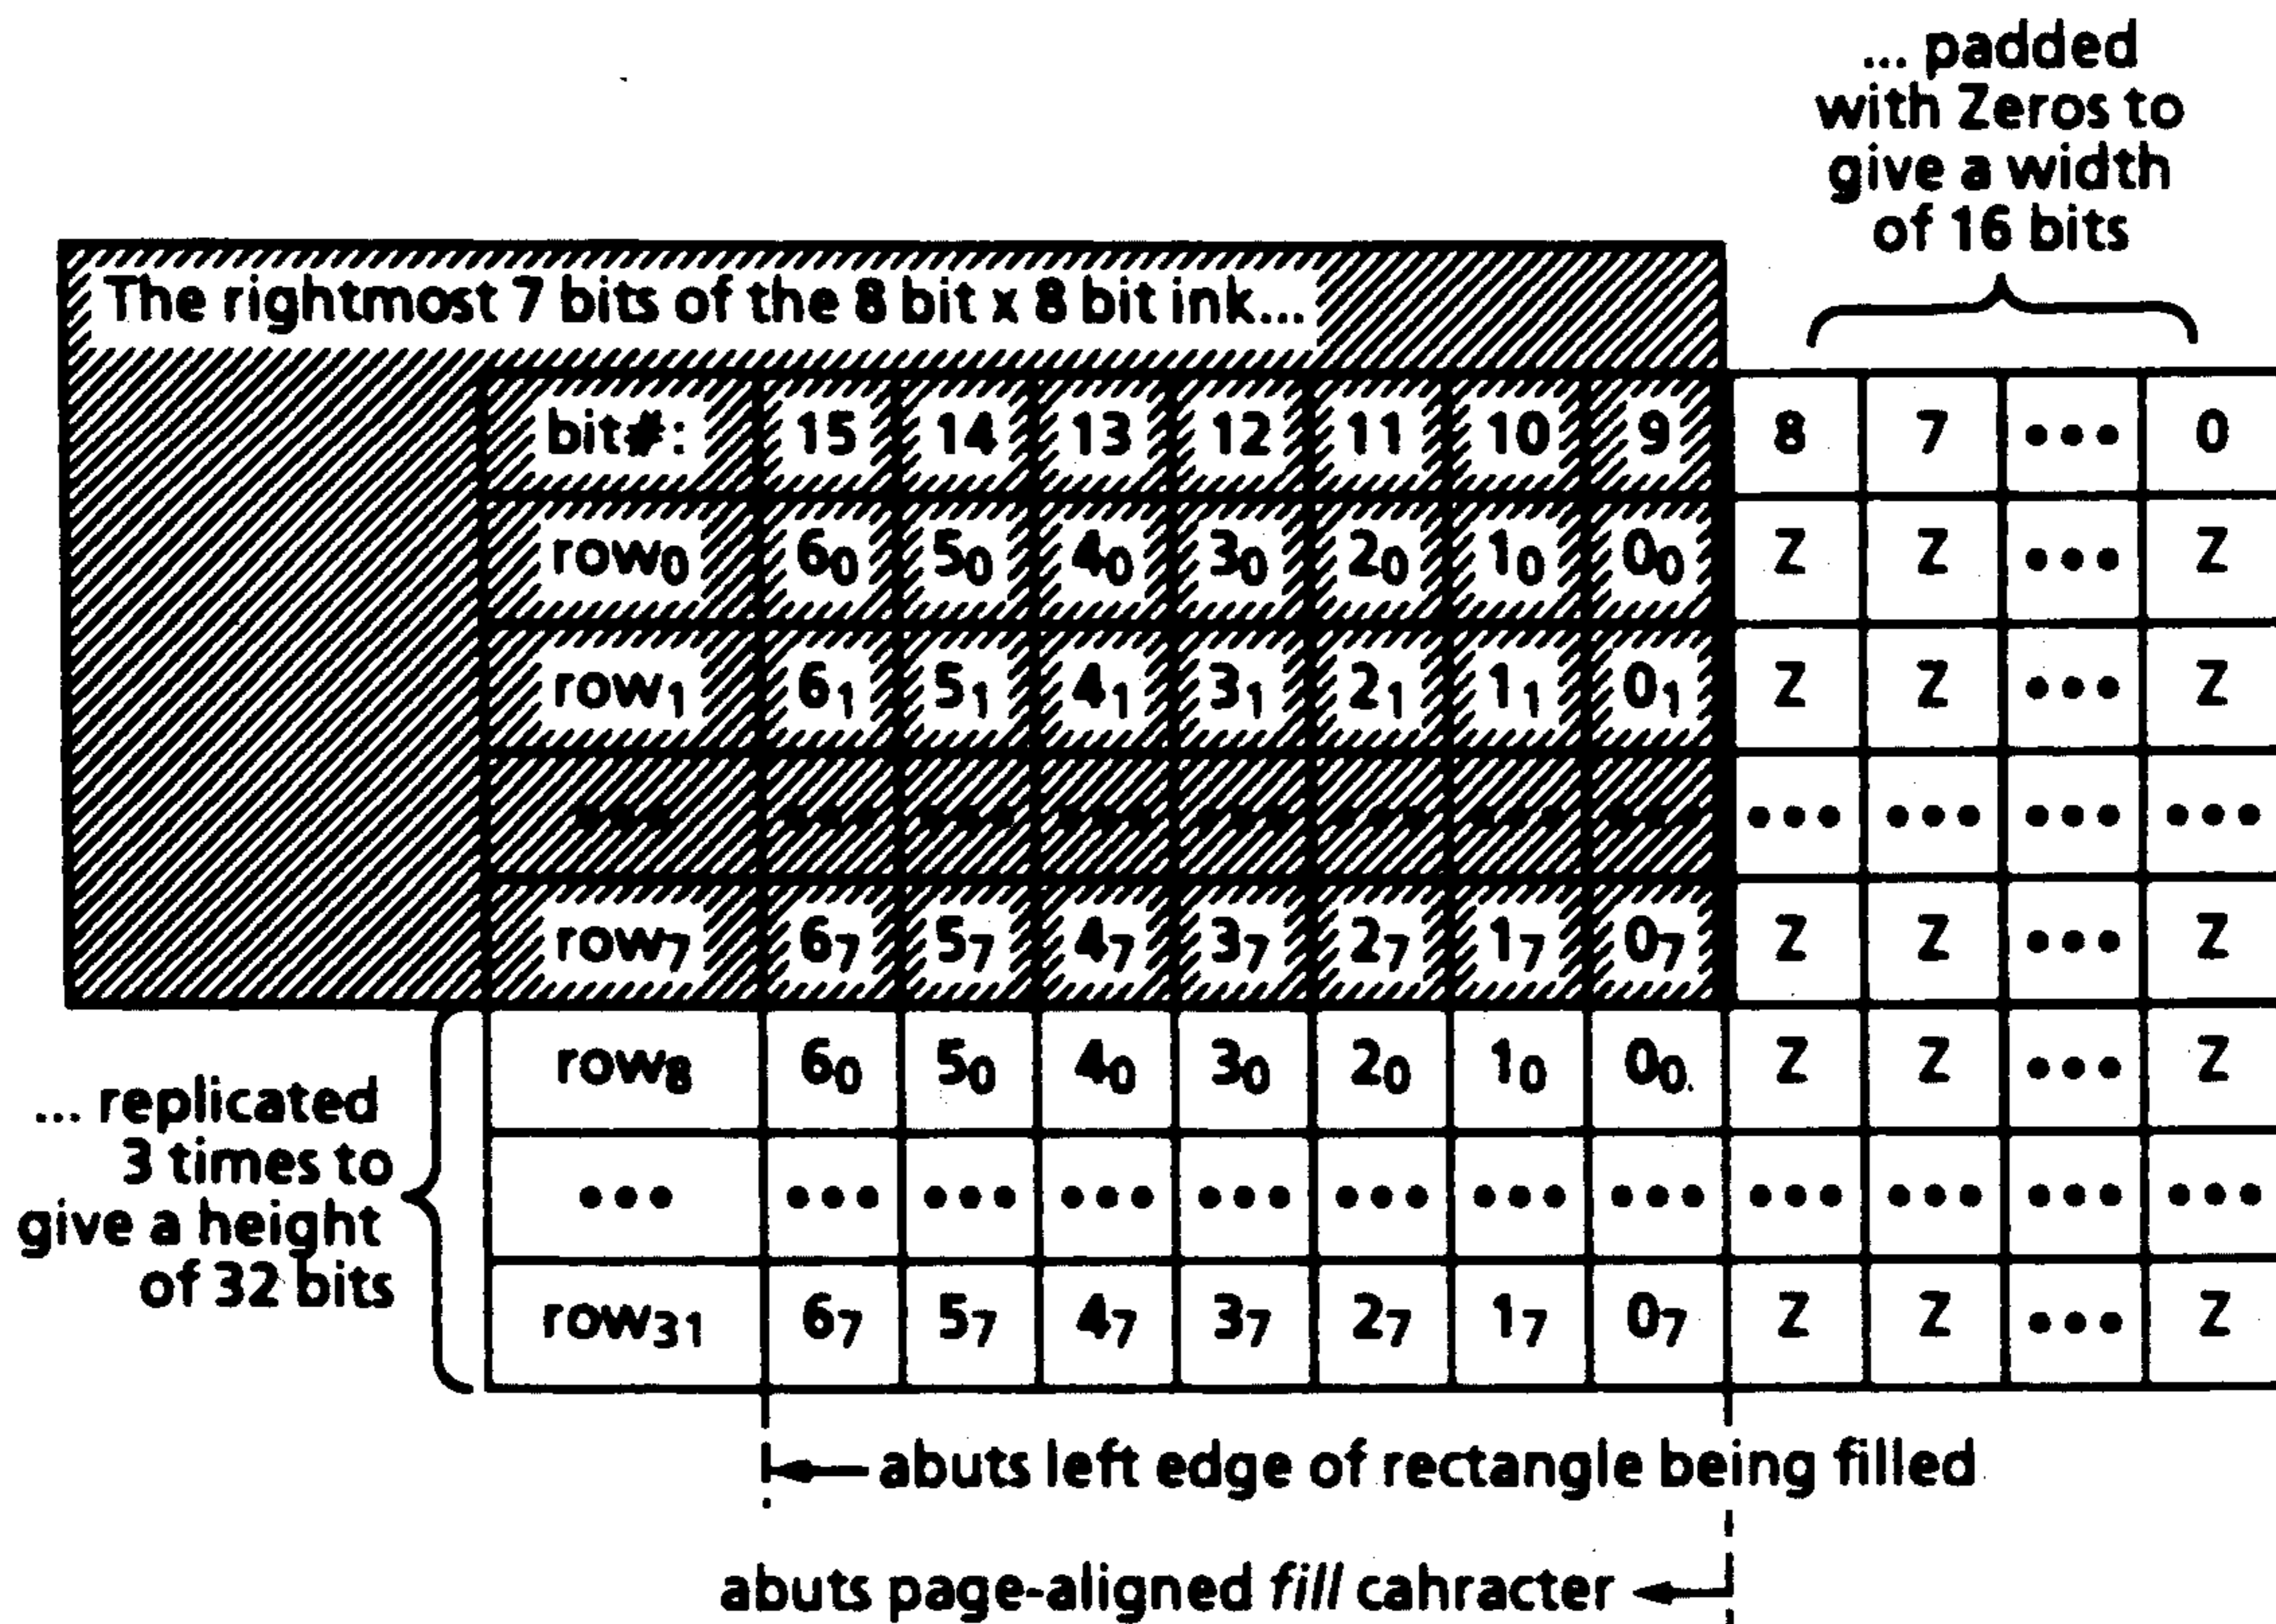 ... padded
with Zeros to
give a width
of 16 bits
The rightmost 7 bits of the 8 bit x 8 bit ink...
bit#: 15 14 13 12 11 10 9 8 7 ••• 0
row0 60 50 40 30 20 10 00 Z Z ••• Z
row1 61 51 41 31 21 11 01 Z Z ••• Z
••• ••• ••• ••• ••• ••• ••• ••• ••• ••• ••• •••
row7 67 57 47 37 27 17 07 Z Z ••• Z
row8 60 50 40 30 20 10 00 Z Z ••• Z
... replicated
3 times to
give a height
of 32 bits
••• ••• ••• ••• ••• ••• ••• ••• ••• ••• ••• •••
row31 67 57 47 37 27 17 07 Z Z ••• Z
abuts left edge of rectangle being filled
abuts page-aligned fill cahracter